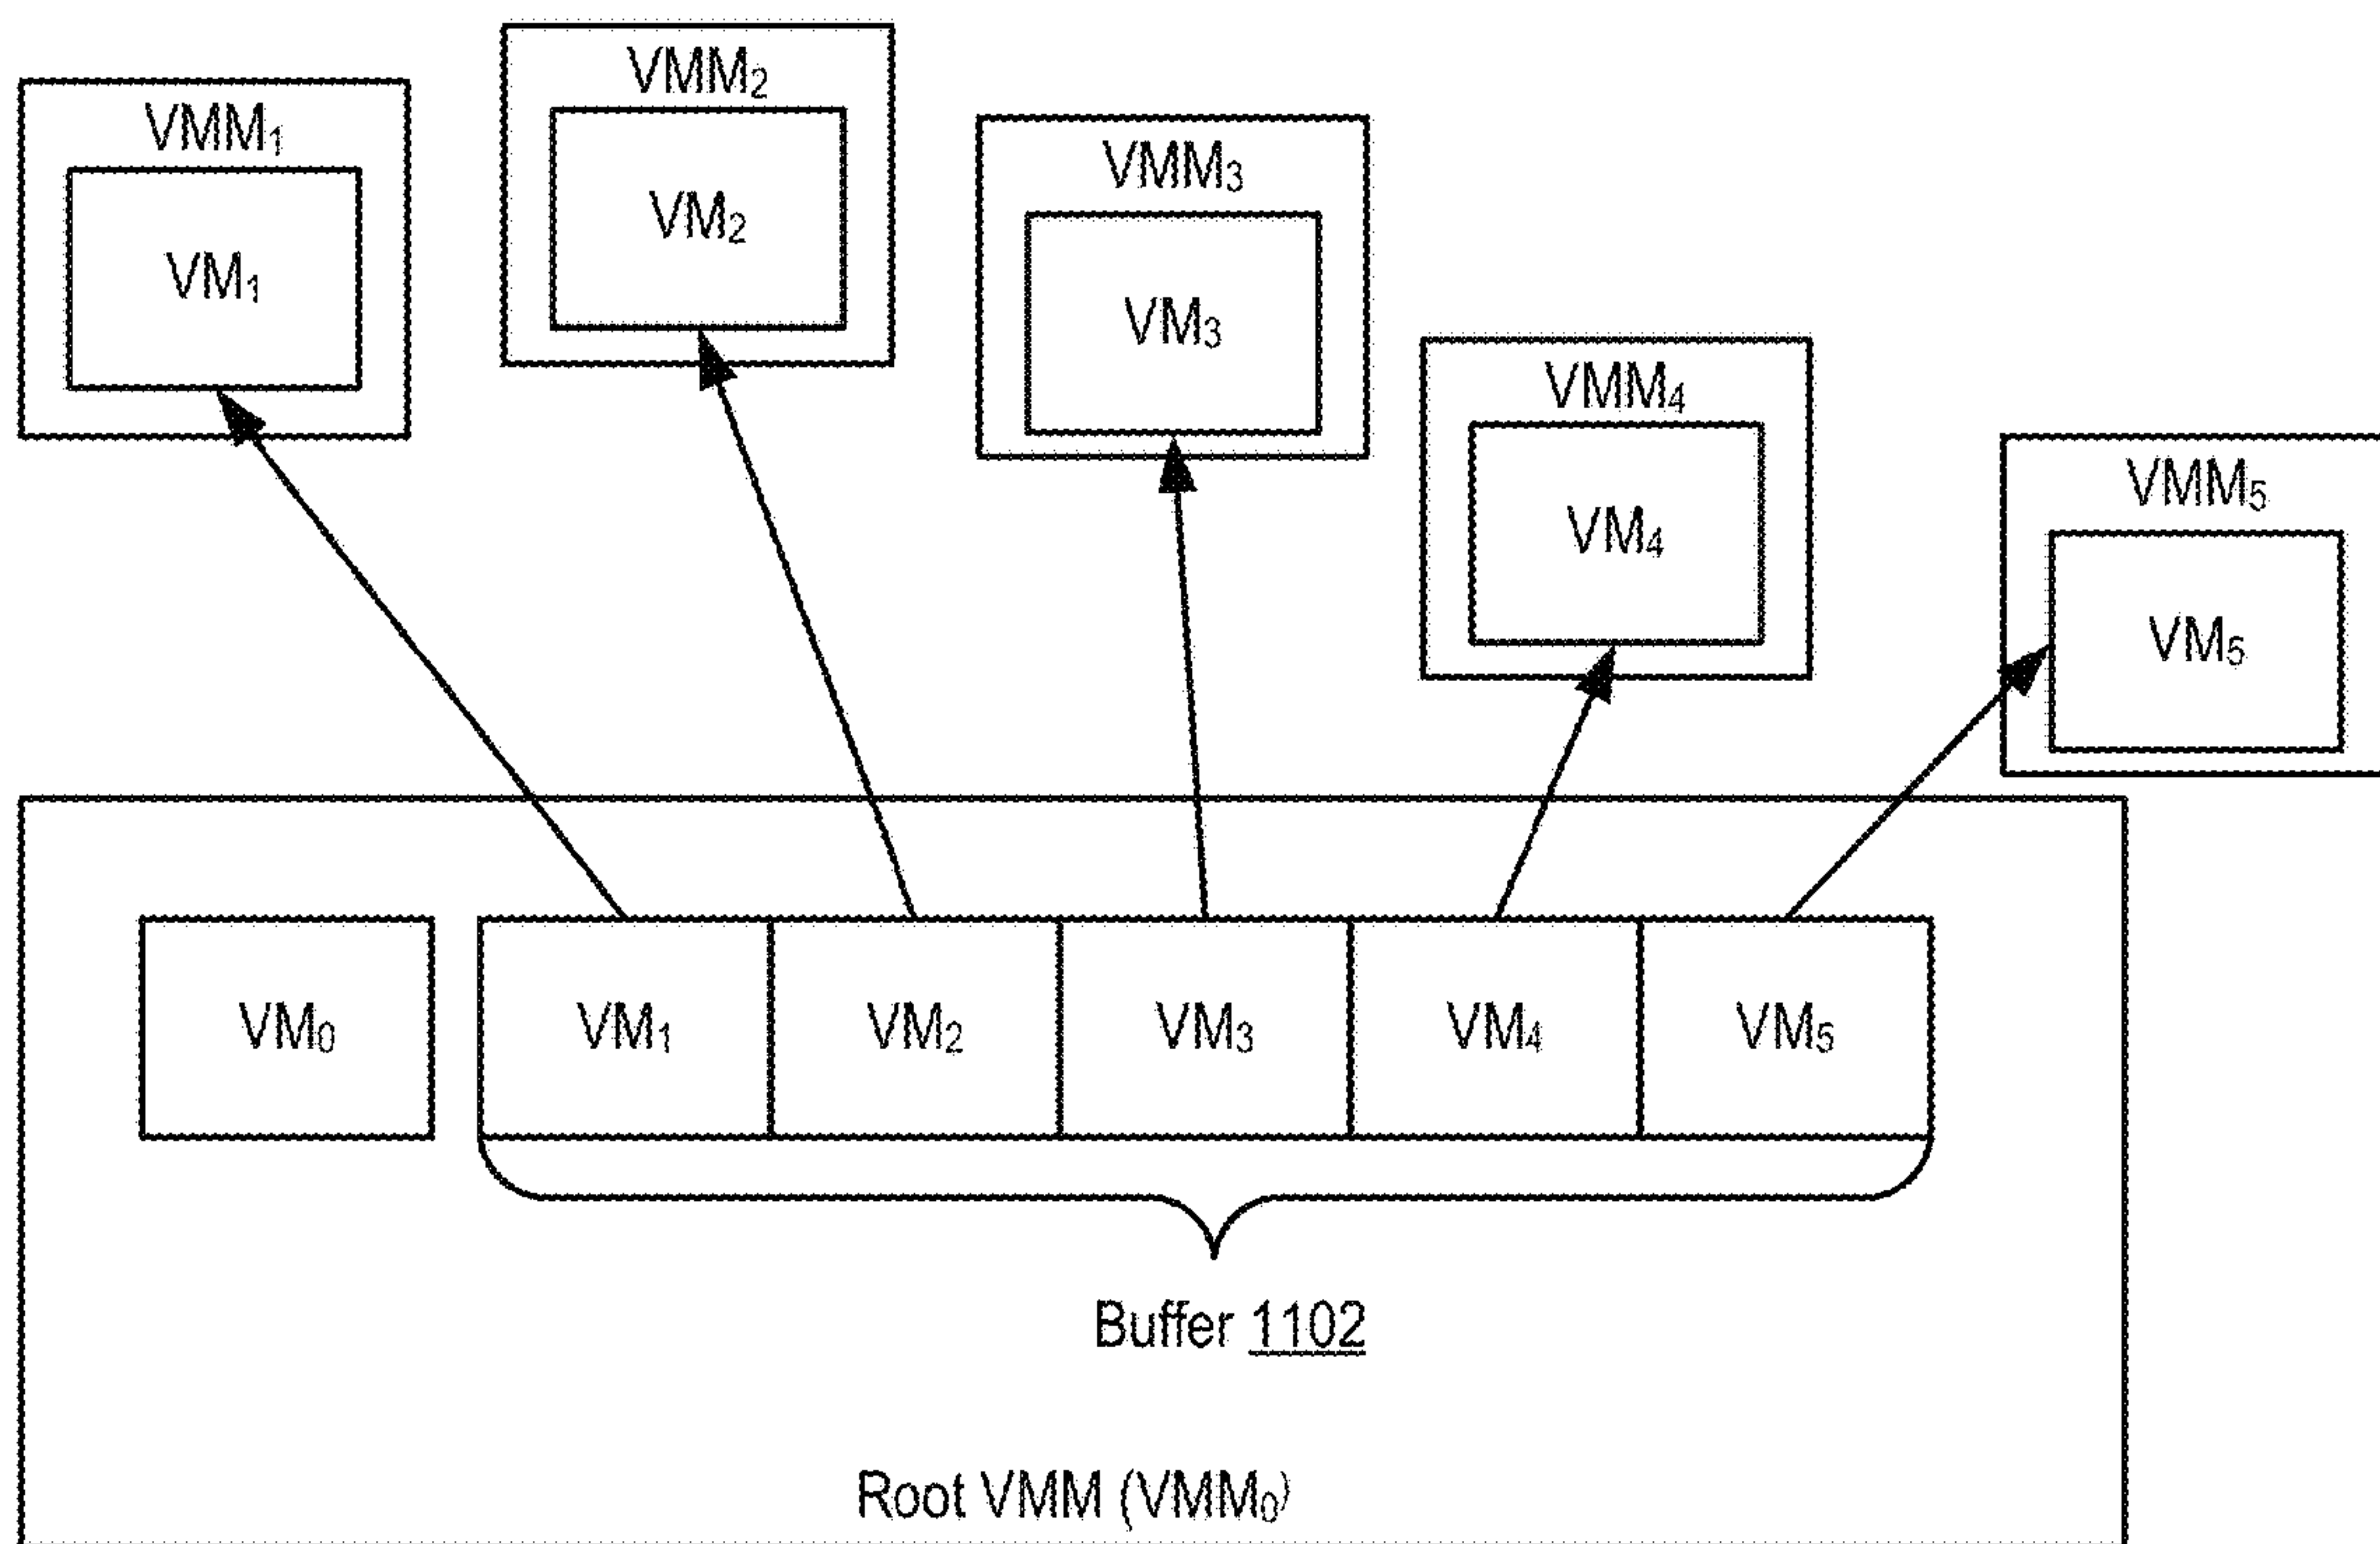 VMM₁
VM₁
VMM₂
VM₂
VMM₃
VM₃
VMM₄
VM₄
VMM₅
VM₅
VM₀ VM₁ VM₂ VM₃ VM₄ VM₅
Buffer 1102
Root VMM (VMM₀)